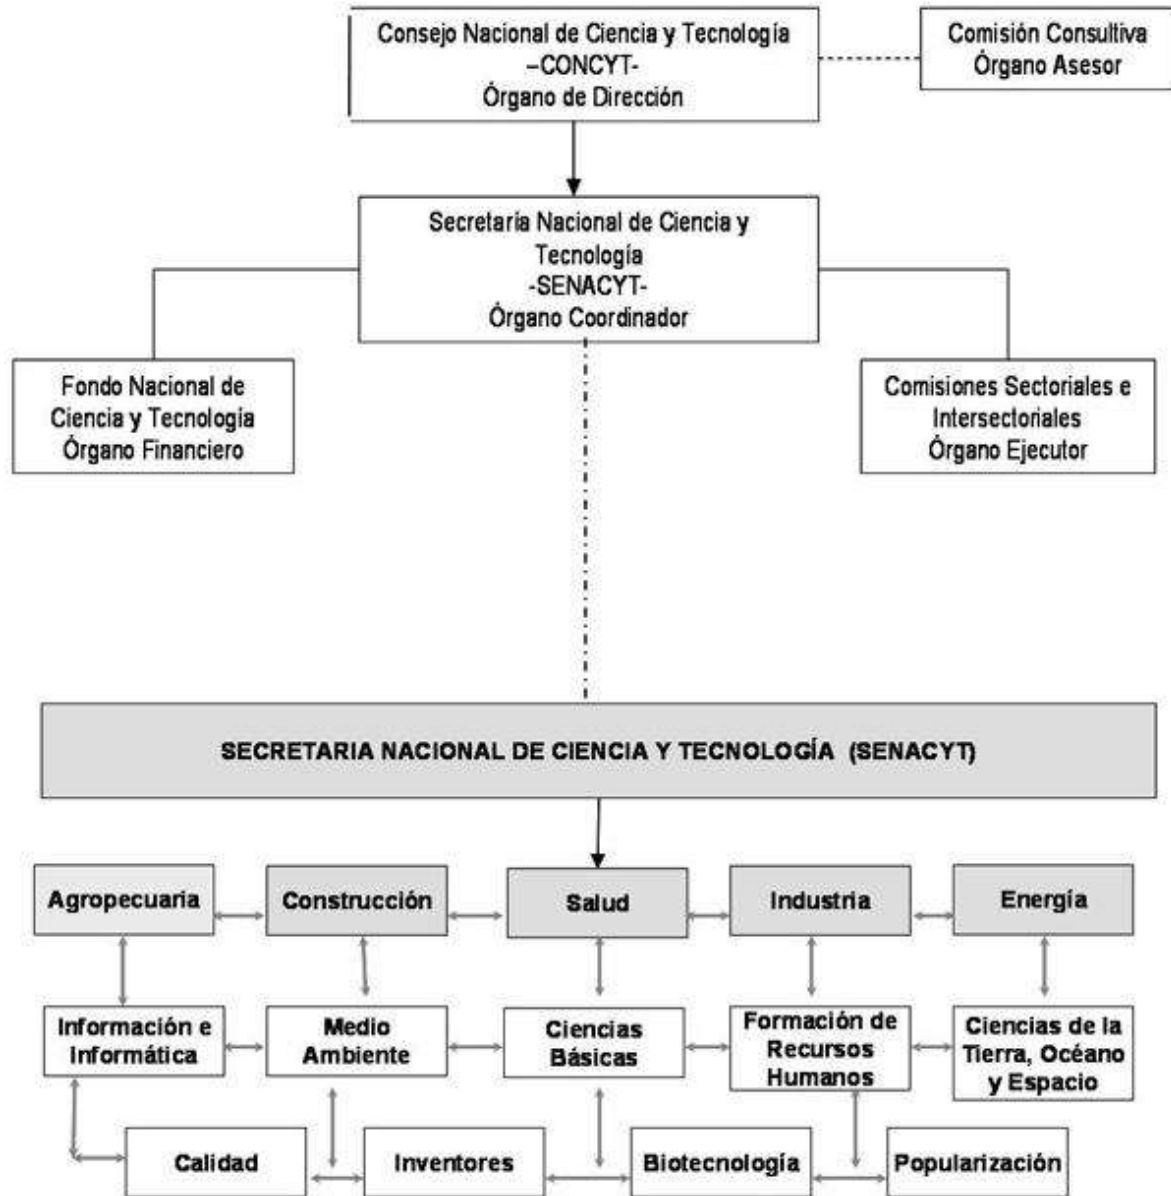 Consejo Nacional de Ciencia y Tecnología
–CONCYT-
Órgano de Dirección
Comisión Consultiva
Órgano Asesor
Secretaría Nacional de Ciencia y
Tecnología
-SENACYT-
Órgano Coordinador
Fondo Nacional de
Ciencia y Tecnología
Órgano Financiero
Comisiones Sectoriales e
Intersectoriales
Órgano Ejecutor
SECRETARIA NACIONAL DE CIENCIA Y TECNOLOGÍA (SENACYT)
Agropecuaria
Construcción
Salud
Industria
Energía
Información e
Informática
Medio
Ambiente
Ciencias
Básicas
Formación de
Recursos
Humanos
Ciencias de la
Tierra, Océano
y Espacio
Calidad
Inventores
Biotecnología
Popularización